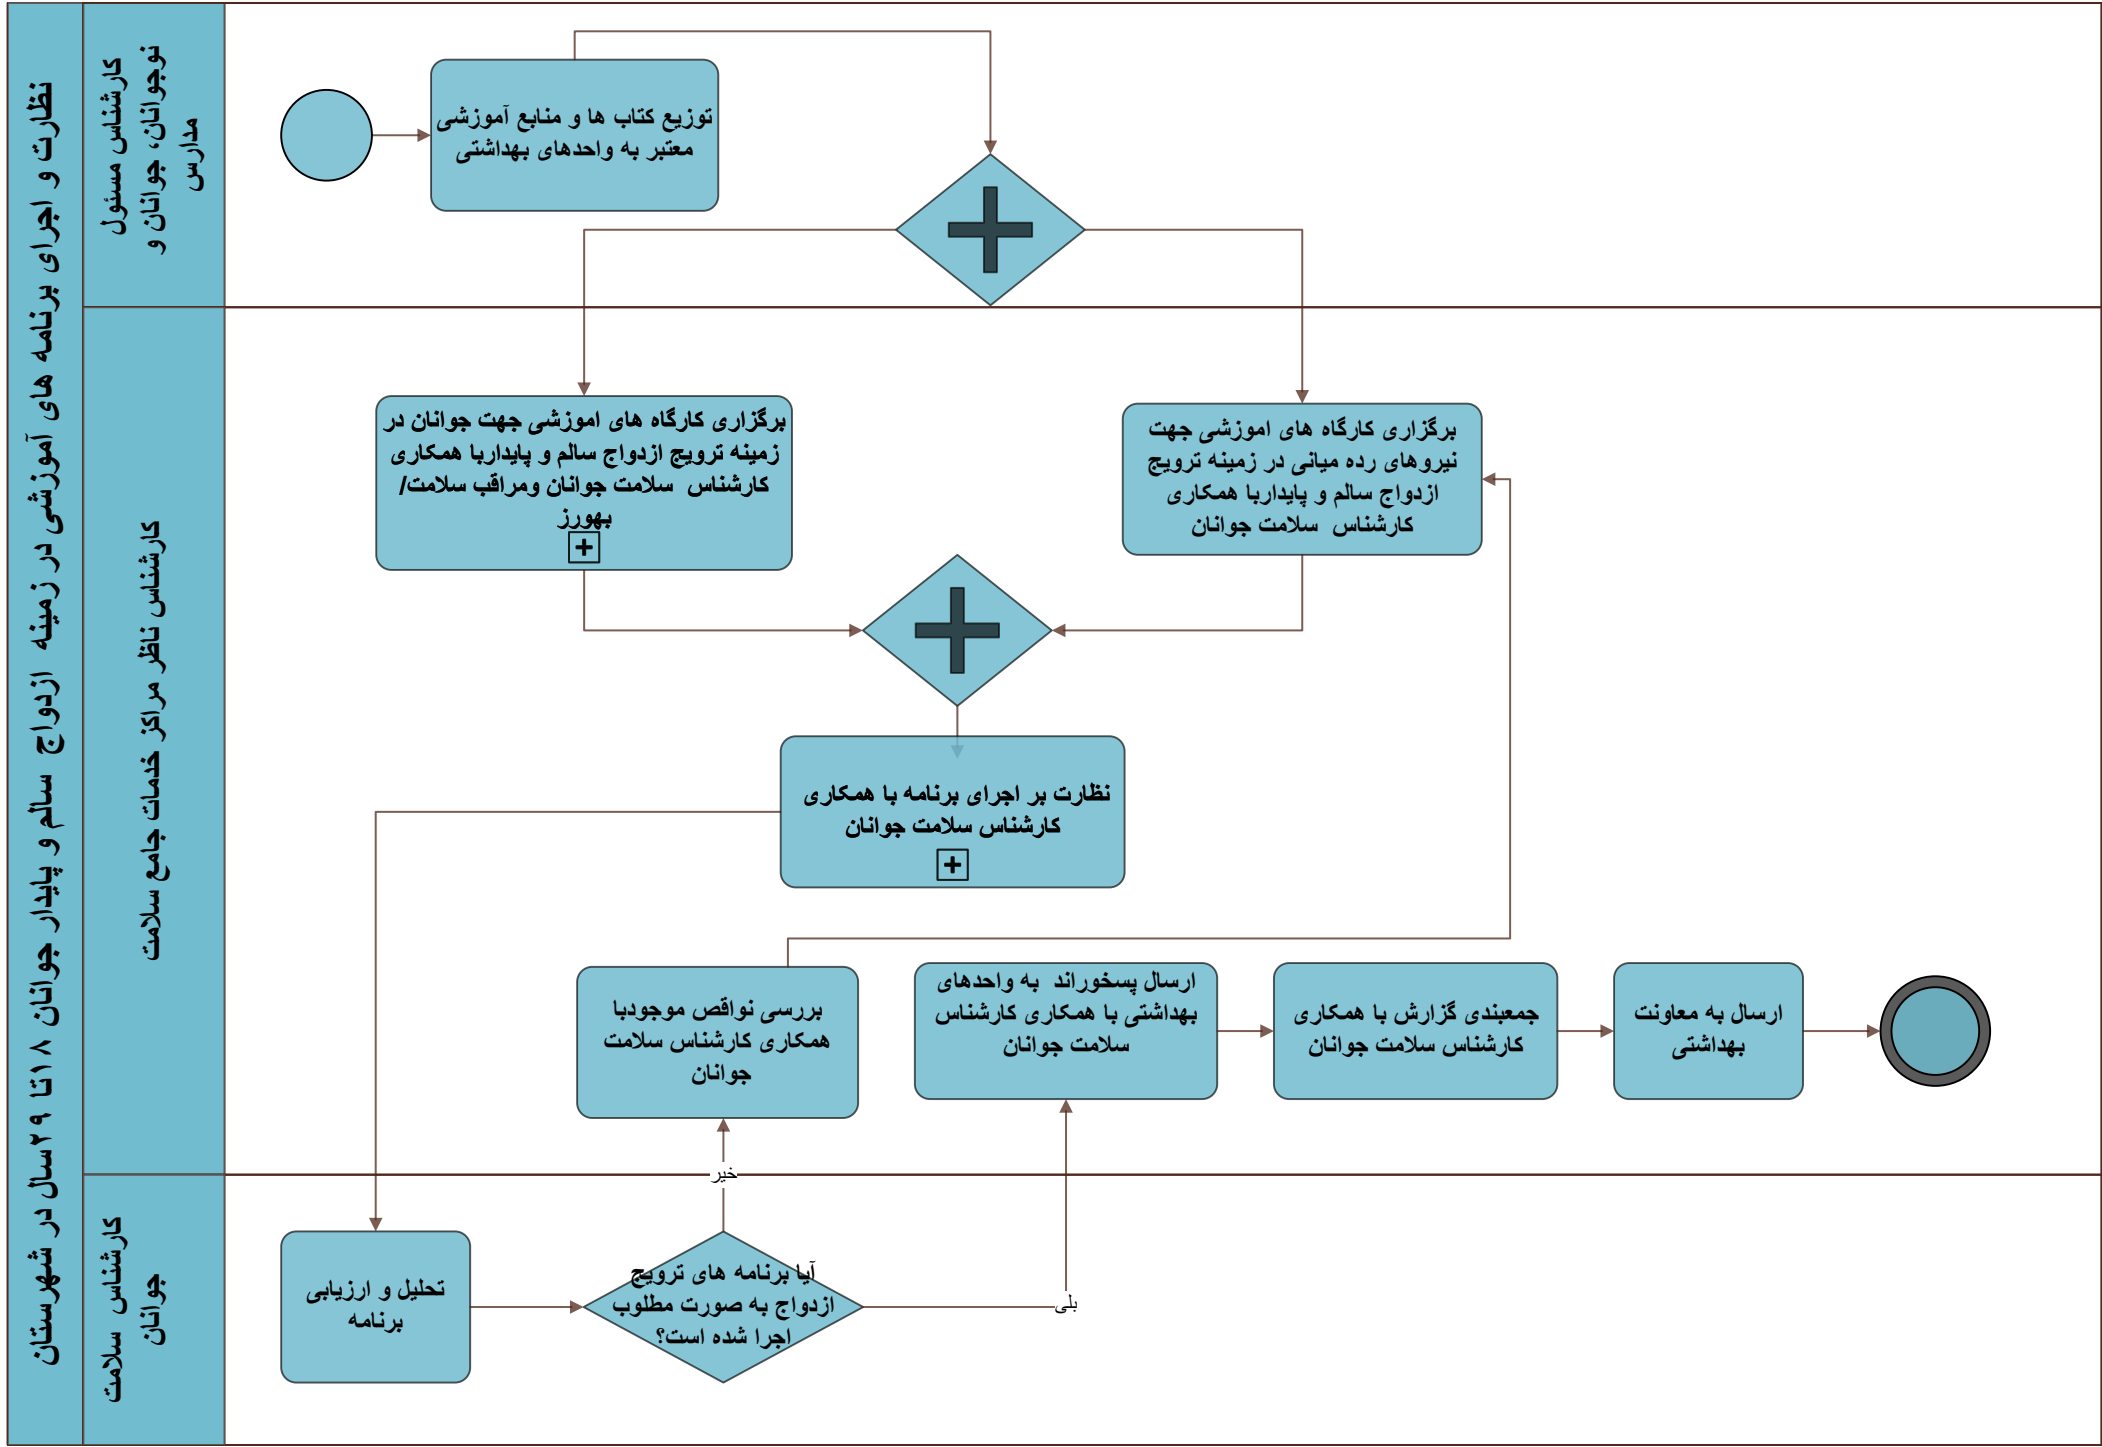 نظارت و اجرای برنامه های آموزشی در زمینه ازدواج سالم و پایدار جوانان ۱۸تا ۲۹سال در شهرستان
کارشناس مسئول
نوجوانان، جوانان و
مدارس
توزیع کتاب ها و منابع آموزشی
معتبر به واحدهای بهداشتی
کارشناس ناظر مراکز خدمات جامع سلامت
برگزاری کارگاه های اموزشی جهت
نیروهای رده میانی در زمینه ترویج
ازدواج سالم و پایداربا همکاری
کارشناس سلامت جوانان
برگزاری کارگاه های اموزشی جهت جوانان در
زمینه ترویج ازدواج سالم و پایداربا همکاری
کارشناس سلامت جوانان ومراقب سلامت/
بهورز
نظارت بر اجرای برنامه با همکاری
کارشناس سلامت جوانان
بررسی نواقص موجودبا
همکاری کارشناس سلامت
جوانان
ارسال پسخوراند به واحدهای
بهداشتی با همکاری کارشناس
سلامت جوانان
جمعبندی گزارش با همکاری
کارشناس سلامت جوانان
ارسال به معاونت
بهداشتی
خیر
کارشناس سلامت
جوانان
تحلیل و ارزیابی
برنامه
آیا برنامه های ترویج
ازدواج به صورت مطلوب
اجرا شده است؟
بلی